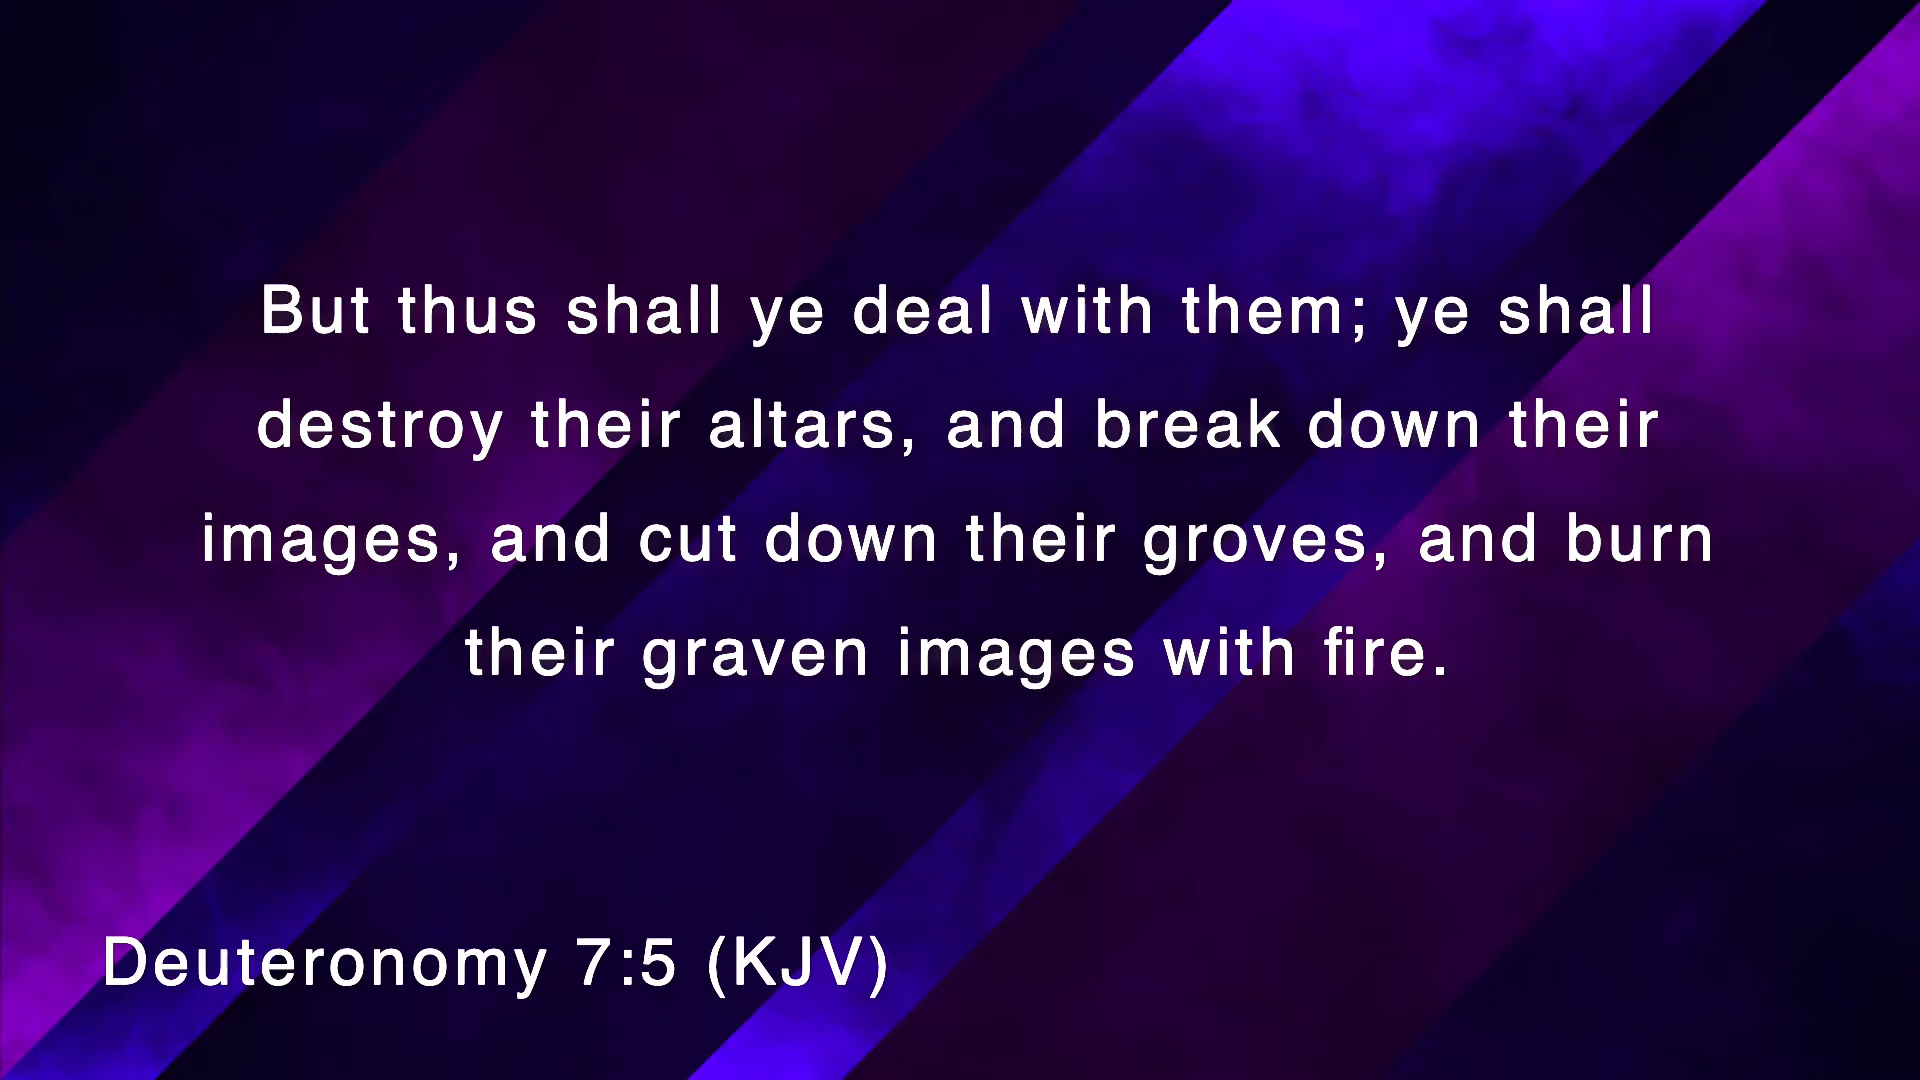 But thus shall ye deal with them; ye shall
destroy their altars, and break down their
images, and cut down their groves, and burn
their graven images with fire.
Deuteronomy 7:5 (KJV)